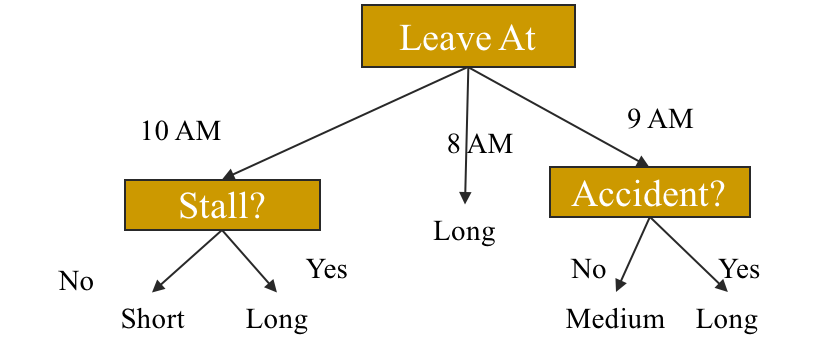 Leave At
10 AM
8 AM
9 AM
Stall?
Accident?
Long
No
Yes
No
Yes
Short
Long
Medium
Long